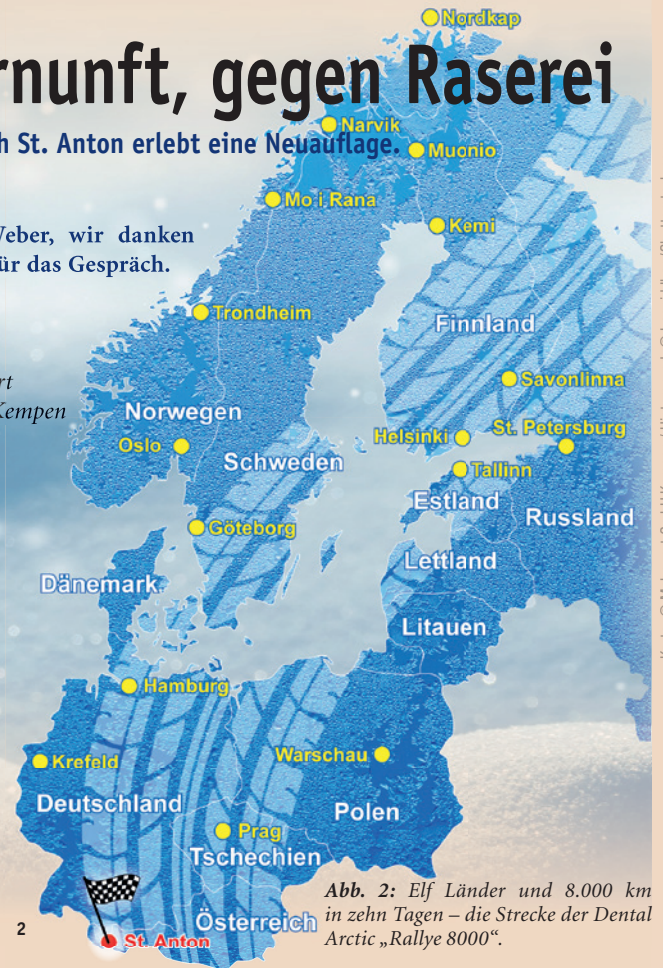 Nordkap
rnunft, gegen Raserei
Narvik
h St. Anton erlebt eine Neuauflage.
Muonio
Mo i Rana
Kemi
Weber, wir danken
ür das Gespräch.
Trondheim
Finnland
rt
Savonlinna
Kempen
Norwegen
Helsinki
St. Petersburg
Oslo
Schweden
Tallinn
Estland
Russland
Göteborg
Lettland
Dänemark
Litauen
Hamburg
Krefeld
Warschau
Deutschland
Polen
Prag
Tschechien
Abb. 2: Elf Länder und 8.000 km
in zehn Tagen – die Strecke der Dental
Arctic „Rallye 8000“.
Österreich
2
St. Anton